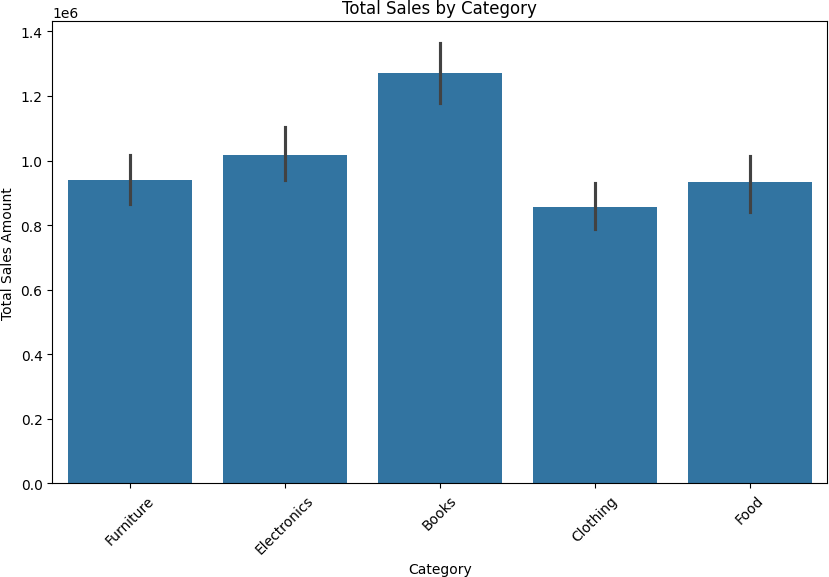 Total Sales by Category
1e6
1.4
1.2
1.0
0.8
0.6
0.4
0.2
0.0
Total Sales Amount
Furniture
Electronics
Books
Clothing
Food
Category